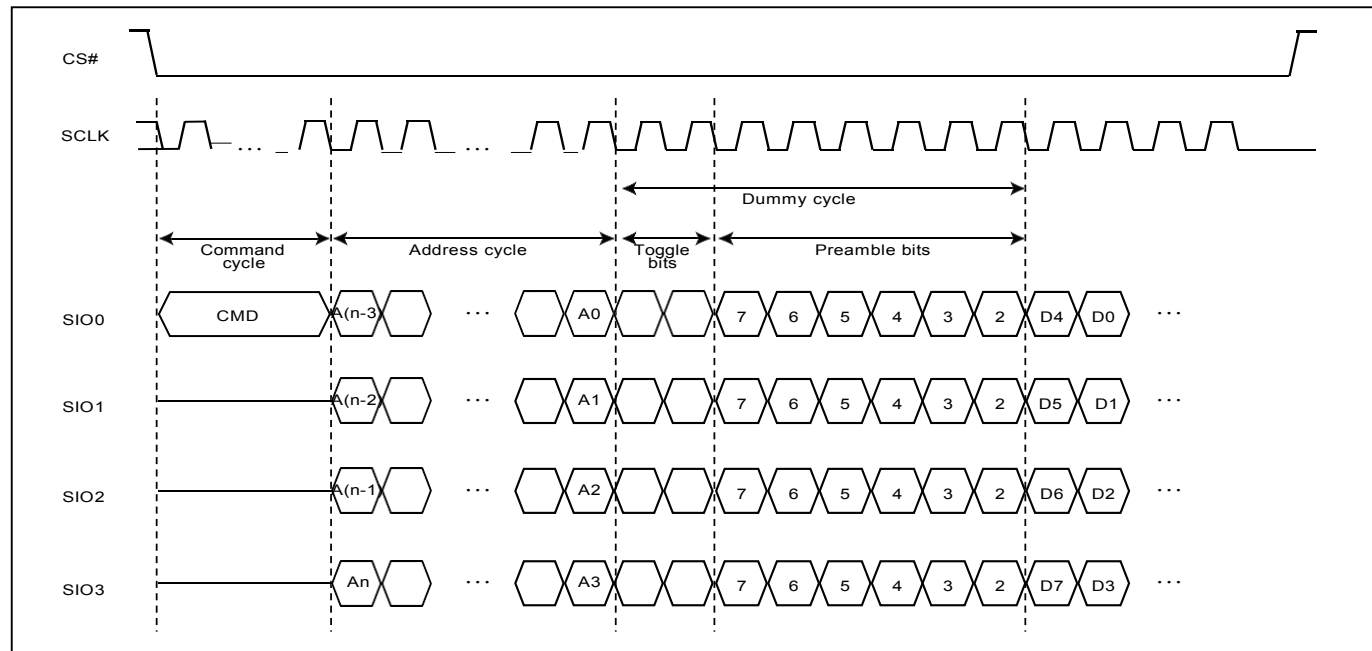 CS#
SCLK
...
...
Dummy cycle
Command cycle
Address cycle
Toggle bits
Preamble bits
SIO0
CMD
A(n-3)
...
A0
7 6 5 4 3 2
D4 D0
...
SIO1
A(n-2)
...
A1
7 6 5 4 3 2
D5 D1
...
SIO2
A(n-1)
...
A2
7 6 5 4 3 2
D6 D2
...
SIO3
An
...
A3
7 6 5 4 3 2
D7 D3
...